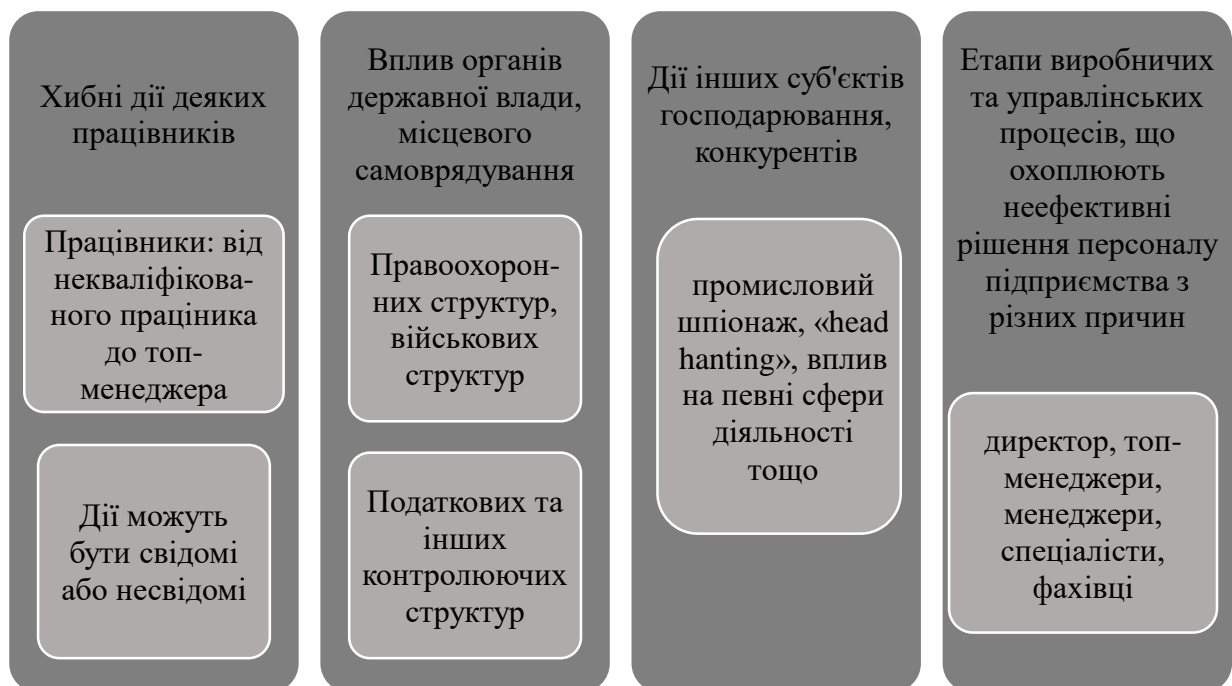 Хибні дії деяких
працівників
Працівники: від
некваліфікова-
ного праціника
до топ-
менеджера
Дії можуть
бути свідомі
або несвідомі
Вплив органів
державної влади,
місцевого
самоврядування
Правоохорон-
них структур,
військових
структур
Податкових та
інших
контролюючих
структур
Дії інших суб'єктів
господарювання,
конкурентів
промисловий
шпіонаж, «head
hanting», вплив
на певні сфери
діяльності
тощо
Етапи виробничих
та управлінських
процесів, що
охоплюють
неефективні
рішення персоналу
підприємства з
різних причин
директор, топ-
менеджери,
менеджери,
спеціалісти,
фахівці